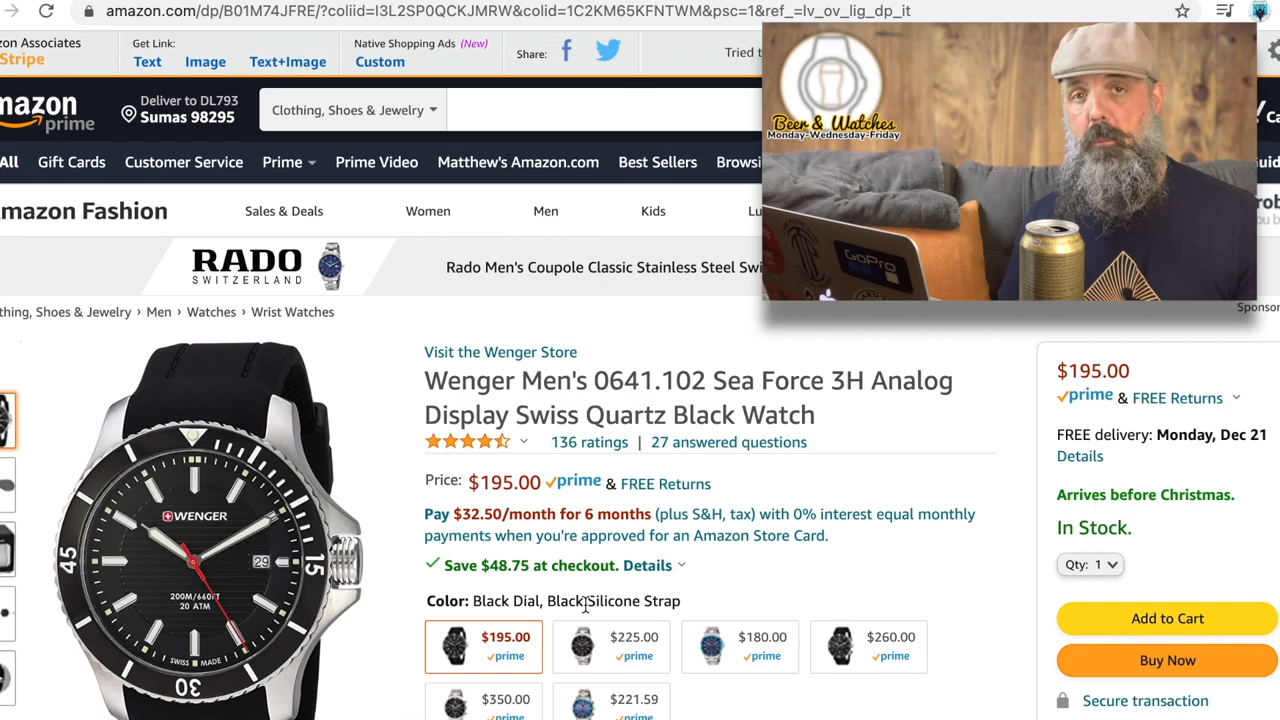 amazon.com/dp/B01M74JFRE/?coliid=I3L2SP0QCKJMRW&colid=1C2KM65KFNTWM&psc=1&ref_=lv_ov_lig_dp_it
zon Associates
Stripe
Get Link:
Text Image Text+Image
Native Shopping Ads (New)
Custom
Share:
Tried t
mazon
prime
Deliver to DL793
Sumas 98295
Clothing, Shoes & Jewelry
Ca
All Gift Cards Customer Service Prime Prime Video Matthew's Amazon.com Best Sellers Browsi
uid
Beer & Watches
Monday-Wednesday-Friday
GoPro
mazon Fashion Sales & Deals Women Men Kids Lu
RADO
SWITZERLAND
Rado Men's Coupole Classic Stainless Steel Swi
Sponsor
thing, Shoes & Jewelry › Men › Watches › Wrist Watches
Visit the Wenger Store
Wenger Men's 0641.102 Sea Force 3H Analog
Display Swiss Quartz Black Watch
136 ratings | 27 answered questions
Price: $195.00 prime & FREE Returns
Pay $32.50/month for 6 months (plus S&H, tax) with 0% interest equal monthly
payments when you're approved for an Amazon Store Card.
Save $48.75 at checkout. Details
Color: Black Dial, Black Silicone Strap
$195.00
prime
$225.00
prime
$180.00
prime
$260.00
prime
$350.00
prime
$221.59
prime
WENGER
45
15
30
29
200M/660FT
20 ATM
SWISS MADE
$195.00
prime & FREE Returns
FREE delivery: Monday, Dec 21
Details
Arrives before Christmas.
In Stock.
Qty: 1
Add to Cart
Buy Now
Secure transaction